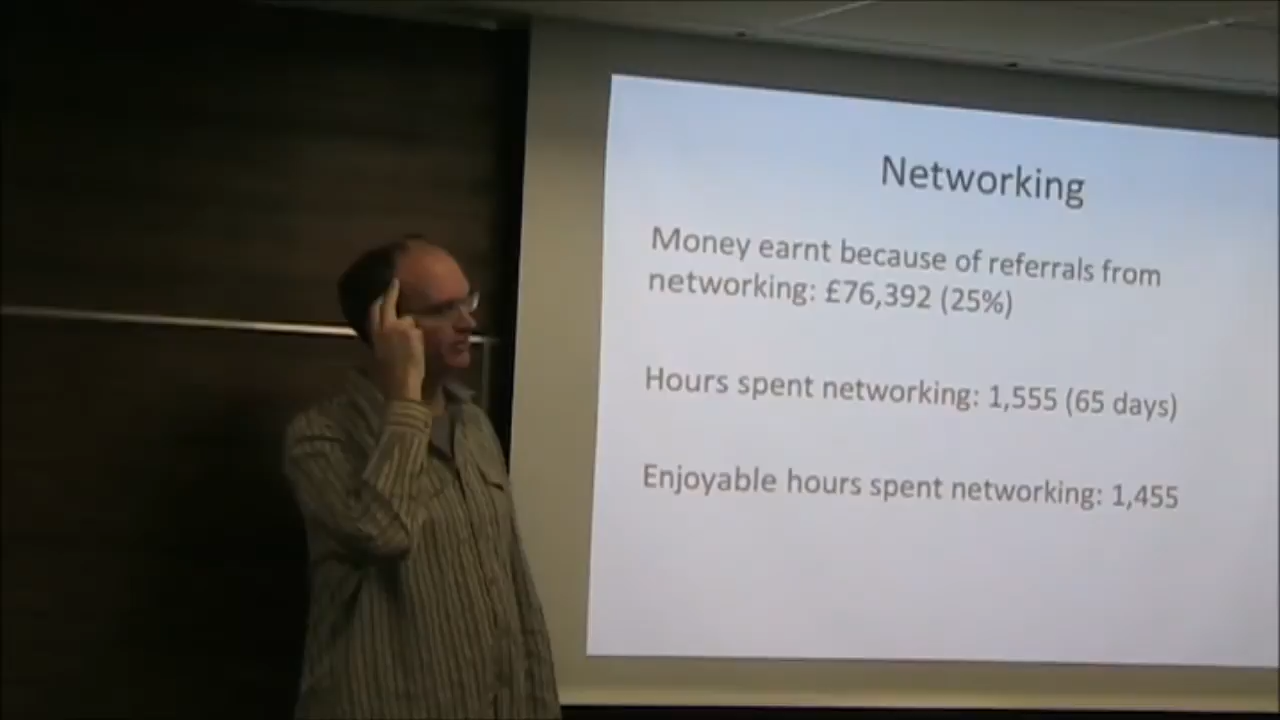 Networking
Money earnt because of referrals from
networking: £76,392 (25%)
Hours spent networking: 1,555 (65 days)
Enjoyable hours spent networking: 1,455